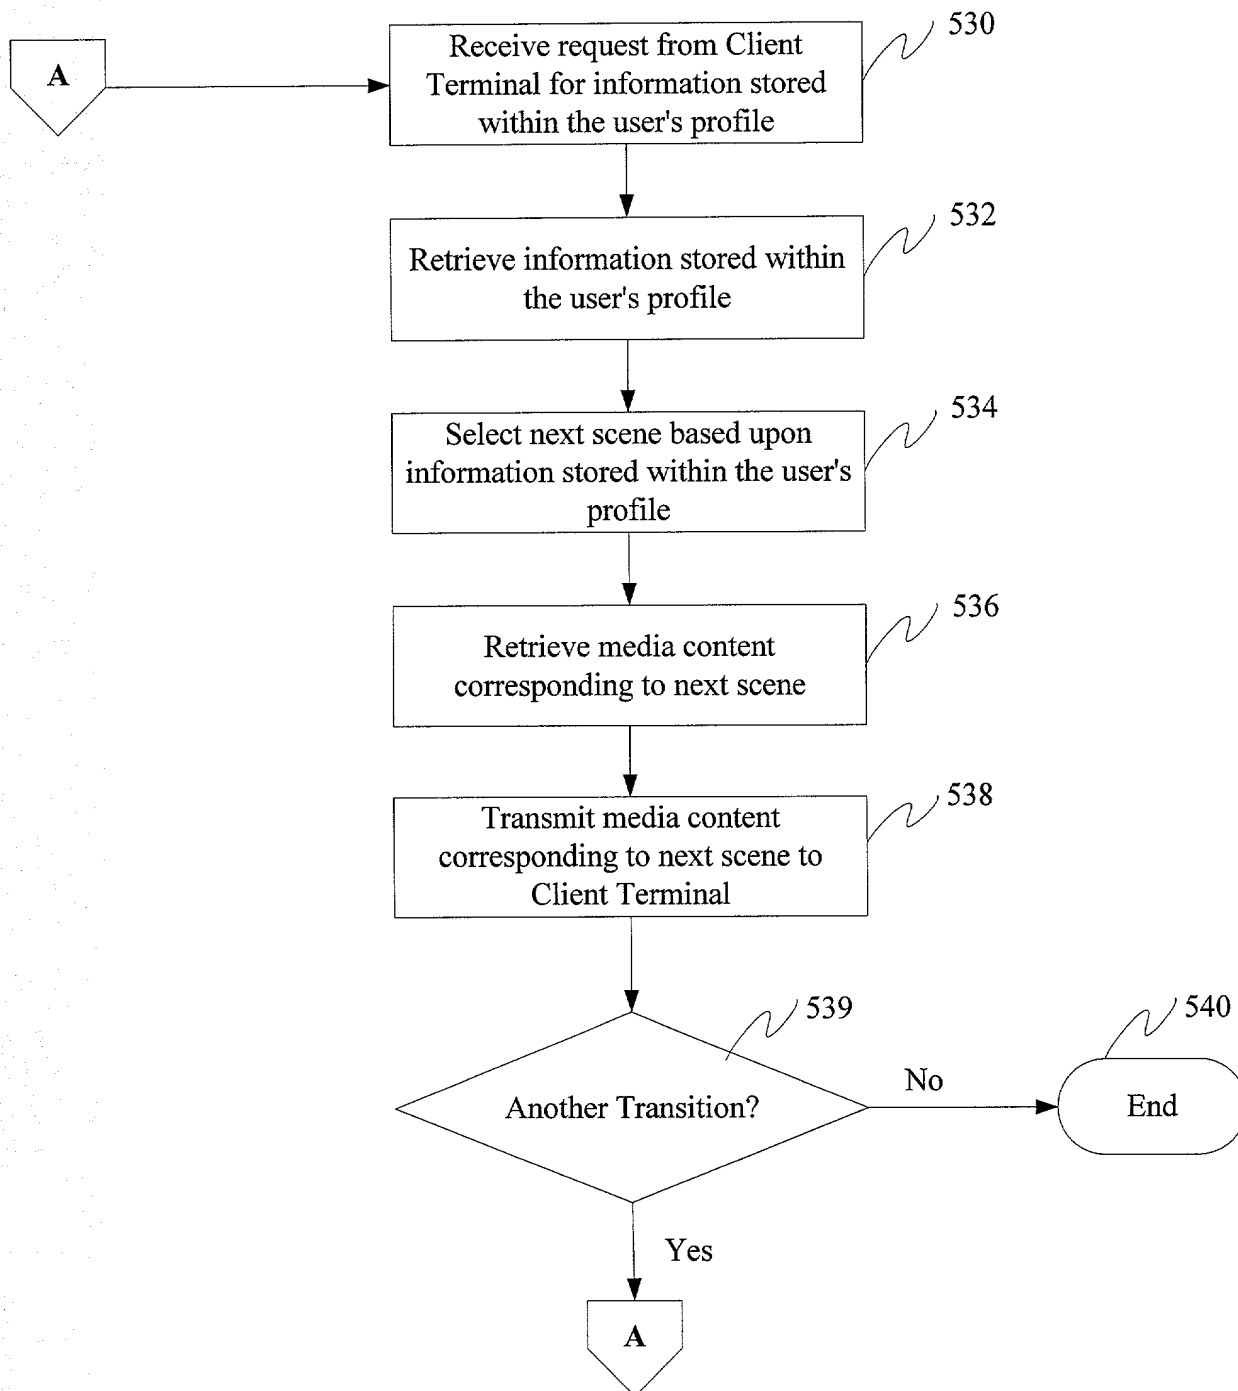 530
A
Receive request from Client
Terminal for information stored
within the user's profile
532
Retrieve information stored within
the user's profile
534
Select next scene based upon
information stored within the user's
profile
536
Retrieve media content
corresponding to next scene
538
Transmit media content
corresponding to next scene to
Client Terminal
539
540
Another Transition?
No
End
Yes
A